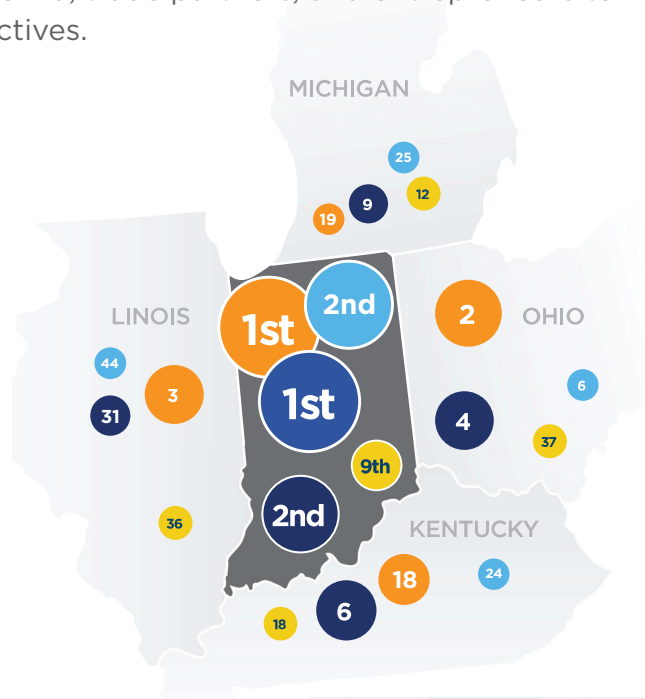 ctives.
MICHIGAN
25
12
9
19
2nd
1st
2
LINOIS
OHIO
44
6
3
1st
31
4
37
9th
2nd
36
KENTUCKY
24
18
6
18